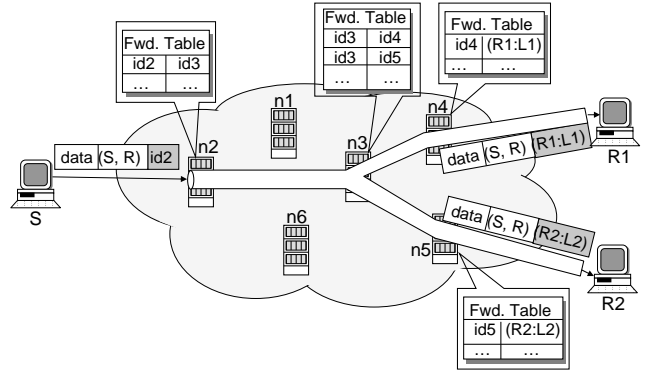 Fwd. Table
id2 id3
... ...
Fwd. Table
id3 id4
id3 id5
... ...
Fwd. Table
id4 (R1:L1)
... ...
n1
n2
n3
n4
data (S, R) id2
data (S, R) (R1:L1)
R1
S
n6
n5
data (S, R) (R2:L2)
R2
Fwd. Table
id5 (R2:L2)
... ...